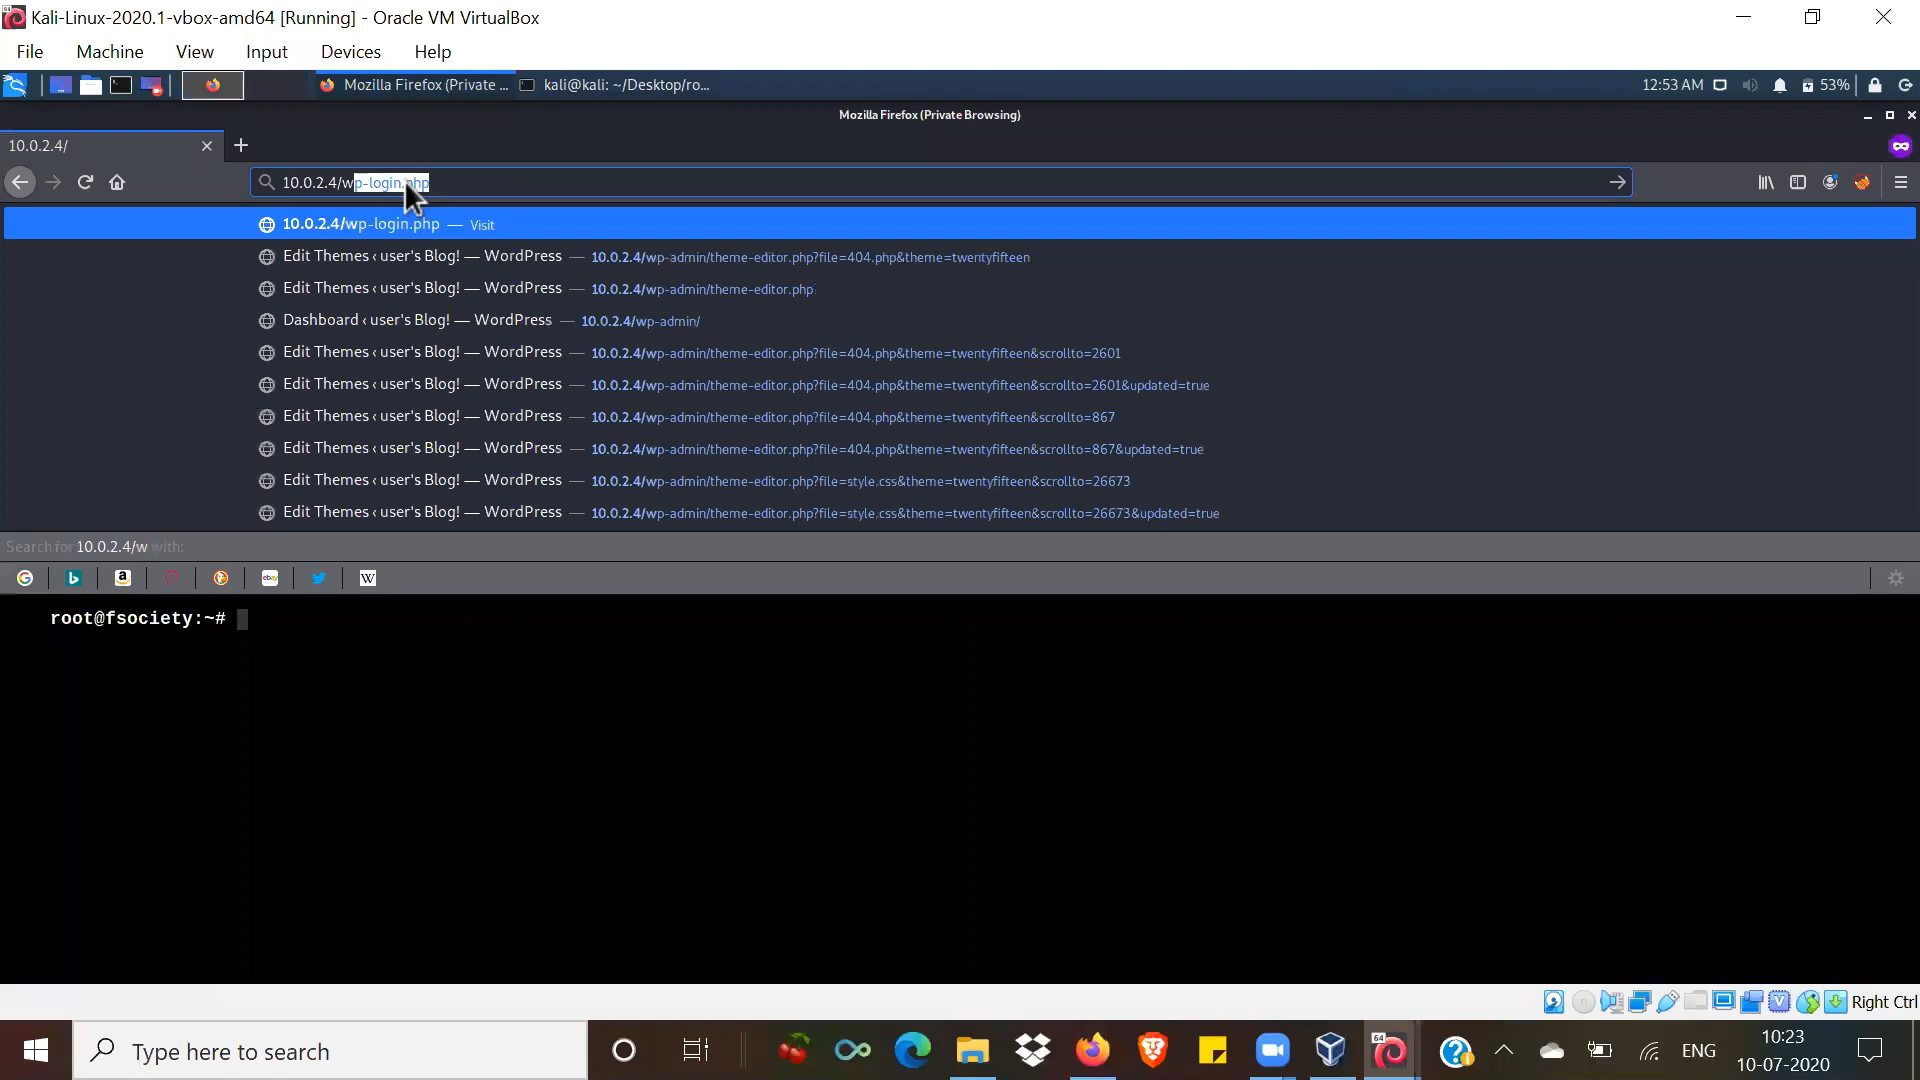 Kali-Linux-2020.1-vbox-amd64 [Running] - Oracle VM VirtualBox
File Machine View Input Devices Help
Mozilla Firefox (Private ... kali@kali: ~/Desktop/ro... 12:53 AM 53%
Mozilla Firefox (Private Browsing)
10.0.2.4/
10.0.2.4/wp-login.php
10.0.2.4/wp-login.php — Visit
Edit Themes ‹ user's Blog! — WordPress — 10.0.2.4/wp-admin/theme-editor.php?file=404.php&theme=twentyfifteen
Edit Themes ‹ user's Blog! — WordPress — 10.0.2.4/wp-admin/theme-editor.php
Dashboard ‹ user's Blog! — WordPress — 10.0.2.4/wp-admin/
Edit Themes ‹ user's Blog! — WordPress — 10.0.2.4/wp-admin/theme-editor.php?file=404.php&theme=twentyfifteen&scrollto=2601
Edit Themes ‹ user's Blog! — WordPress — 10.0.2.4/wp-admin/theme-editor.php?file=404.php&theme=twentyfifteen&scrollto=2601&updated=true
Edit Themes ‹ user's Blog! — WordPress — 10.0.2.4/wp-admin/theme-editor.php?file=404.php&theme=twentyfifteen&scrollto=867
Edit Themes ‹ user's Blog! — WordPress — 10.0.2.4/wp-admin/theme-editor.php?file=404.php&theme=twentyfifteen&scrollto=867&updated=true
Edit Themes ‹ user's Blog! — WordPress — 10.0.2.4/wp-admin/theme-editor.php?file=style.css&theme=twentyfifteen&scrollto=26673
Edit Themes ‹ user's Blog! — WordPress — 10.0.2.4/wp-admin/theme-editor.php?file=style.css&theme=twentyfifteen&scrollto=26673&updated=true
Search for 10.0.2.4/w with:
root@fsociety:~#
Right Ctrl
Type here to search
ENG
10:23
10-07-2020